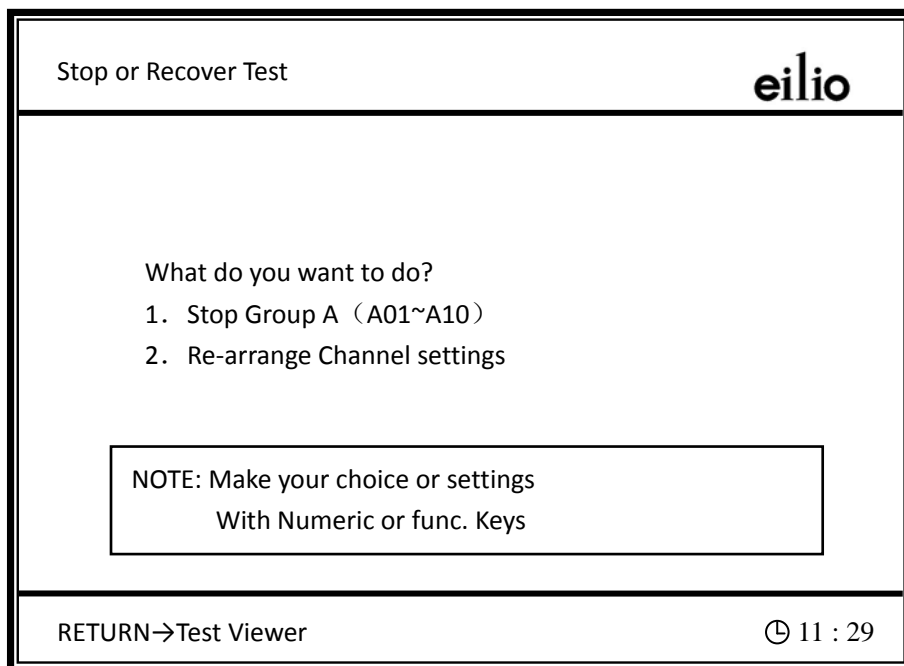 Stop or Recover Test
eilio
What do you want to do?
1. Stop Group A（A01~A10）
2. Re-arrange Channel settings
NOTE: Make your choice or settings
With Numeric or func. Keys
RETURN→Test Viewer
11 : 29